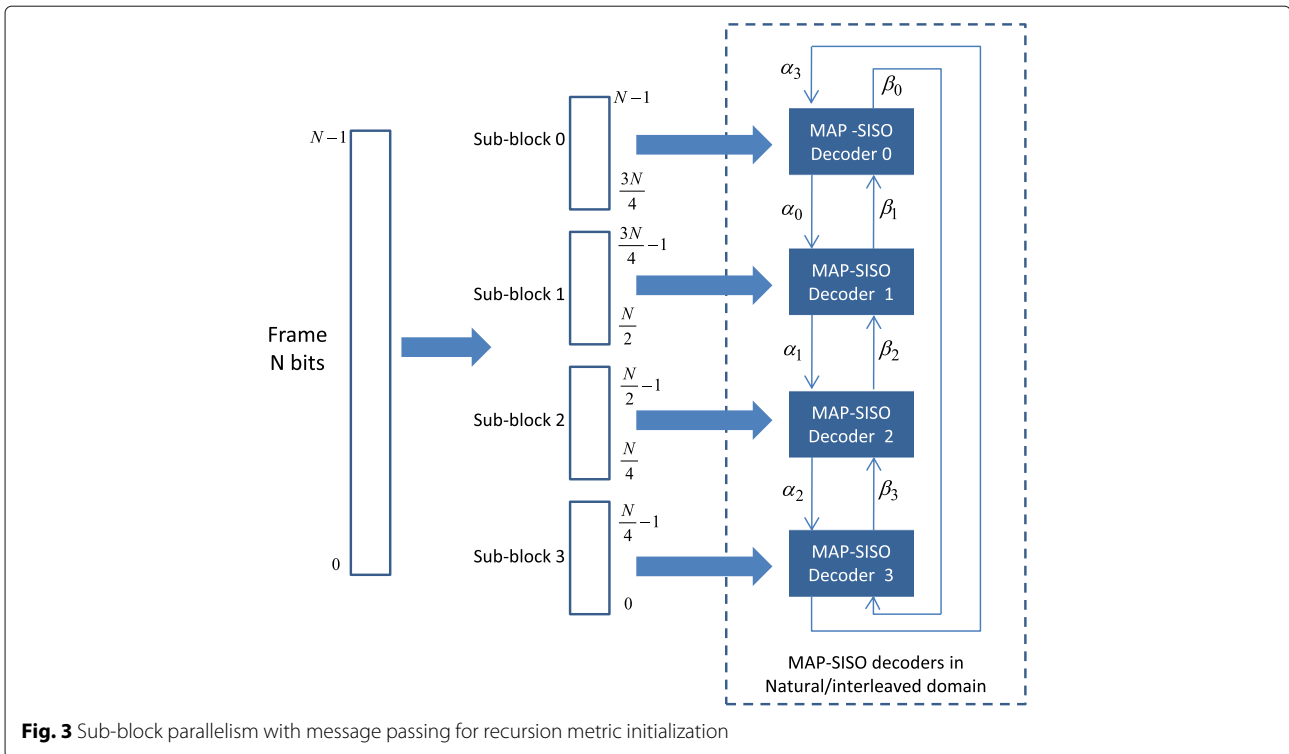 Frame
N bits
N−1
0
Sub-block 0
N−1
3N/4
Sub-block 1
3N/4 −1
N/2
Sub-block 2
N/2 −1
N/4
Sub-block 3
N/4 −1
0
α3
β0
MAP -SISO
Decoder 0
α0
β1
MAP-SISO
Decoder 1
α1
β2
MAP-SISO
Decoder 2
α2
β3
MAP-SISO
Decoder 3
MAP-SISO decoders in
Natural/interleaved domain
Fig. 3 Sub-block parallelism with message passing for recursion metric initialization